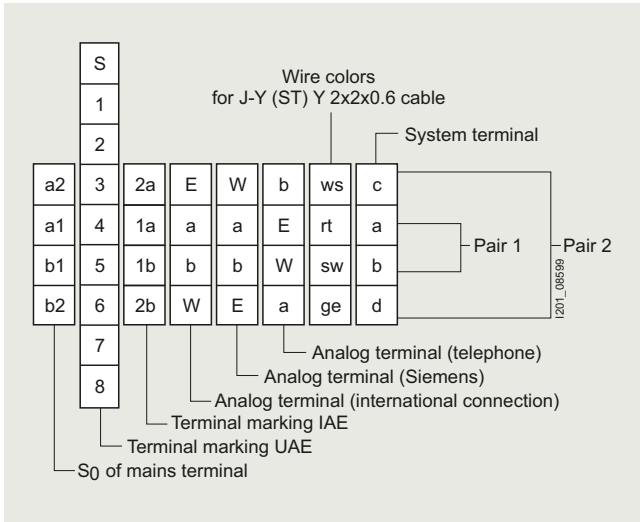 S
1
2
Wire colors
for J-Y (ST) Y 2x2x0.6 cable
System terminal
a2 3 2a E W b ws c
a1 4 1a a a E rt a
b1 5 1b b b W sw b
b2 6 2b W E a ge d
7
8
Pair 1
Pair 2
I201_08599
Analog terminal (telephone)
Analog terminal (Siemens)
Analog terminal (international connection)
Terminal marking IAE
Terminal marking UAE
S0 of mains terminal